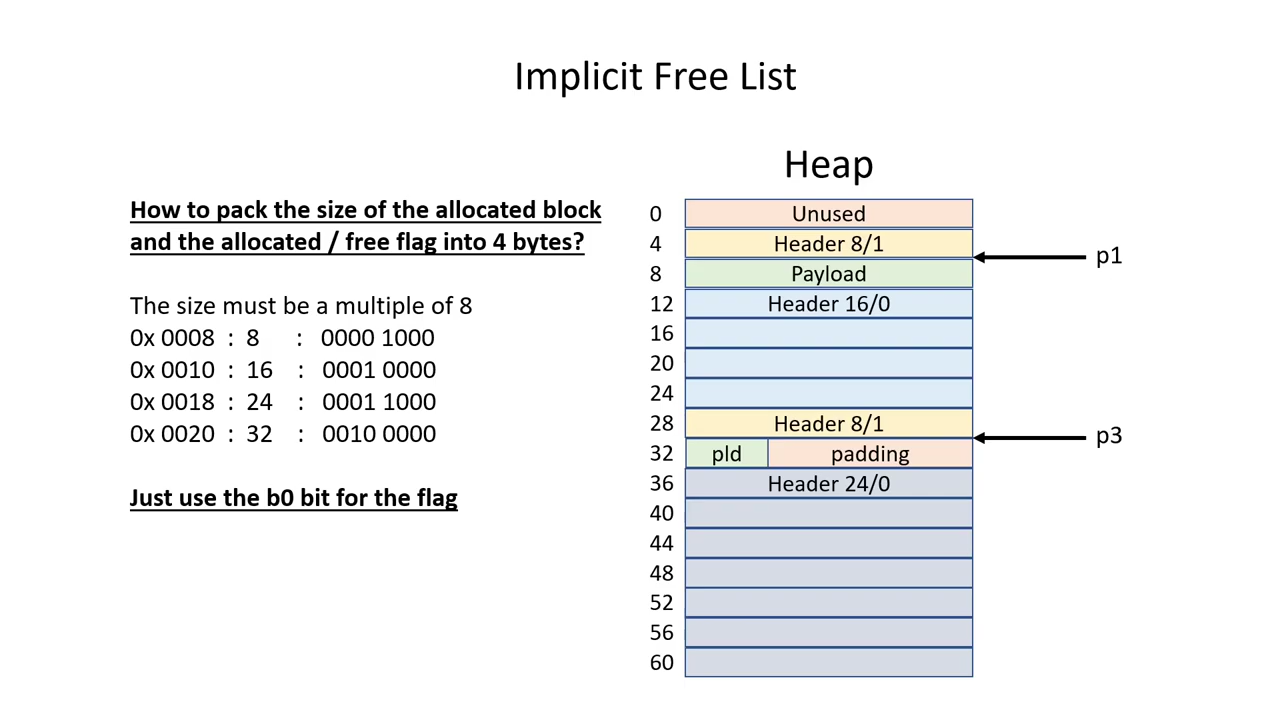 Implicit Free List
How to pack the size of the allocated block
and the allocated / free flag into 4 bytes?
The size must be a multiple of 8
0x 0008 : 8 : 0000 1000
0x 0010 : 16 : 0001 0000
0x 0018 : 24 : 0001 1000
0x 0020 : 32 : 0010 0000
Just use the b0 bit for the flag
Heap
0 Unused
4 Header 8/1
p1
8 Payload
12 Header 16/0
16
20
24
28 Header 8/1
p3
32 pld padding
36 Header 24/0
40
44
48
52
56
60